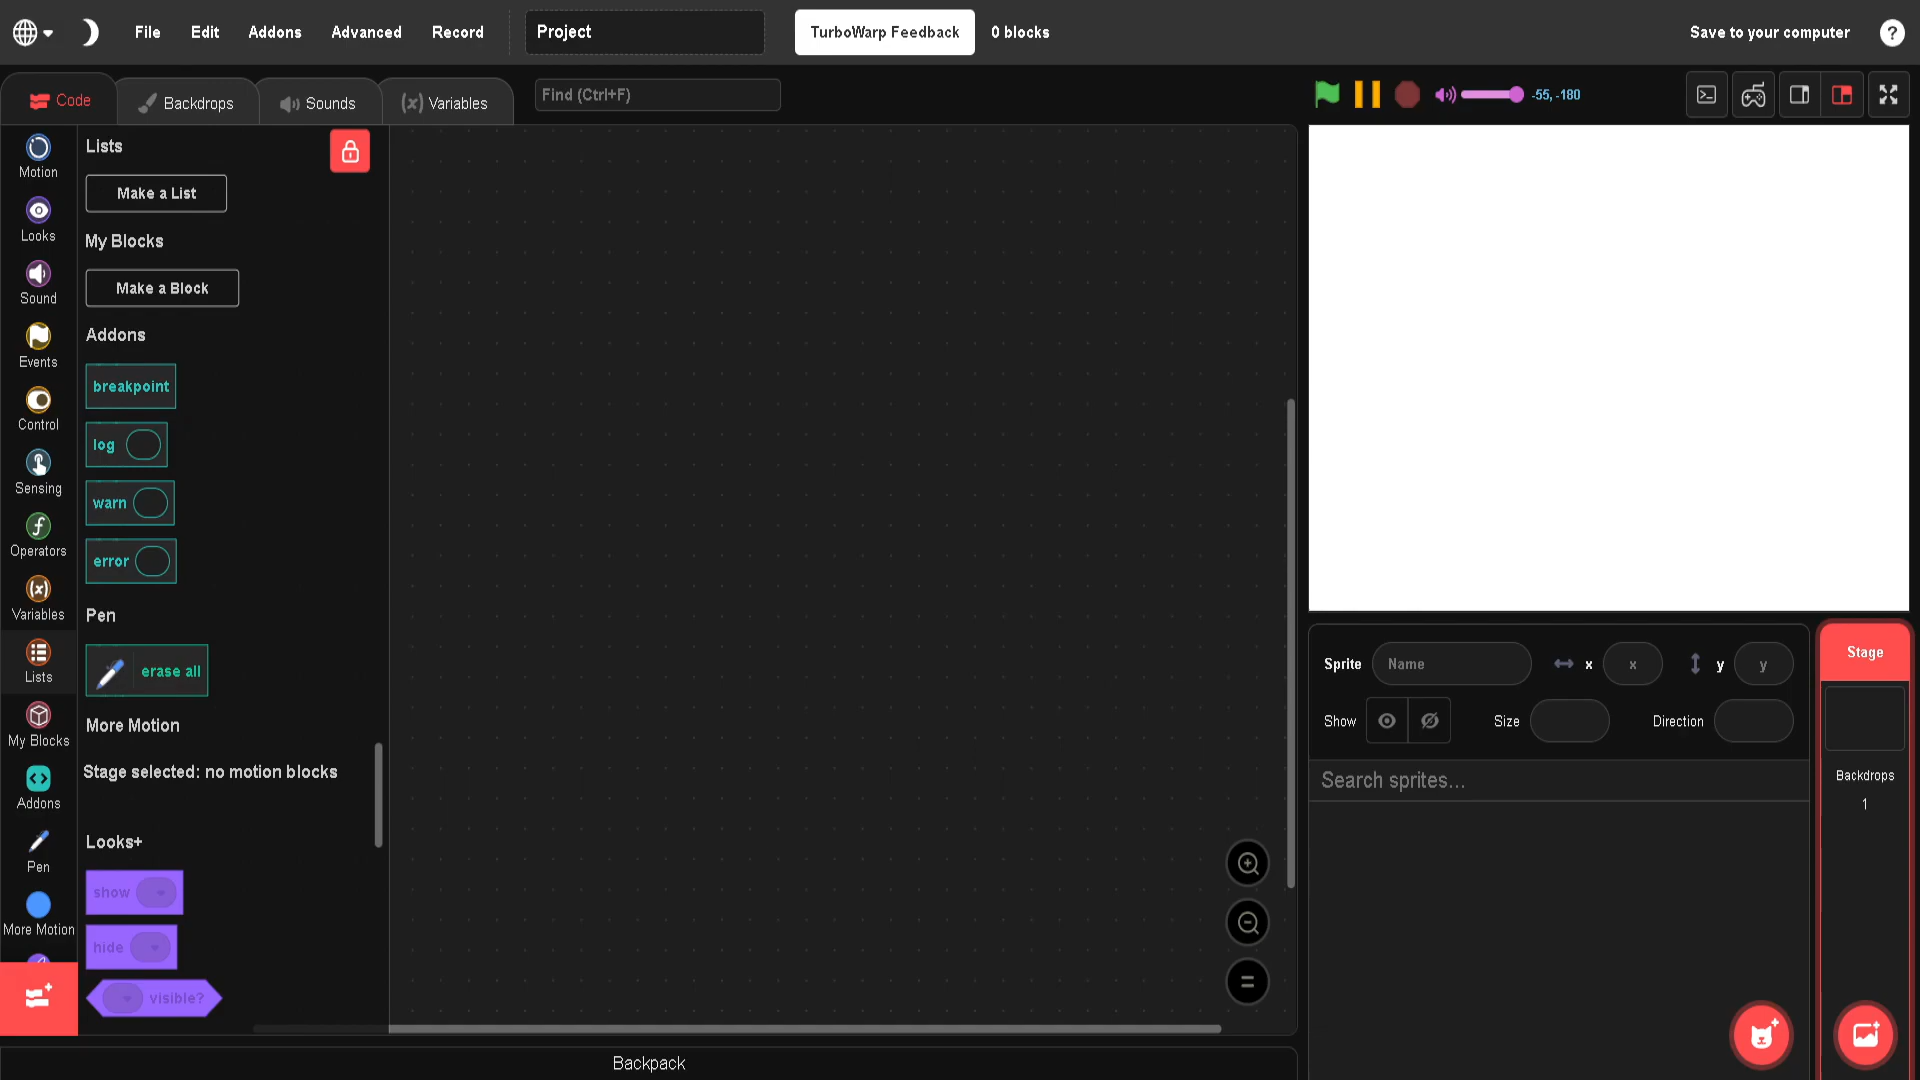 File Edit Addons Advanced Record Project TurboWarp Feedback 0 blocks Save to your computer ?
Code Backdrops Sounds Variables Find (Ctrl+F) -55, -180
Motion
Looks
Sound
Events
Control
Sensing
Operators
Variables
Lists
My Blocks
Addons
Pen
More Motion
Lists
Make a List
My Blocks
Make a Block
Addons
breakpoint
log
warn
error
Pen
erase all
More Motion
Stage selected: no motion blocks
Looks+
show
hide
visible?
Backpack
Sprite Name x x y y
Show Size Direction
Search sprites...
Stage
Backdrops
1